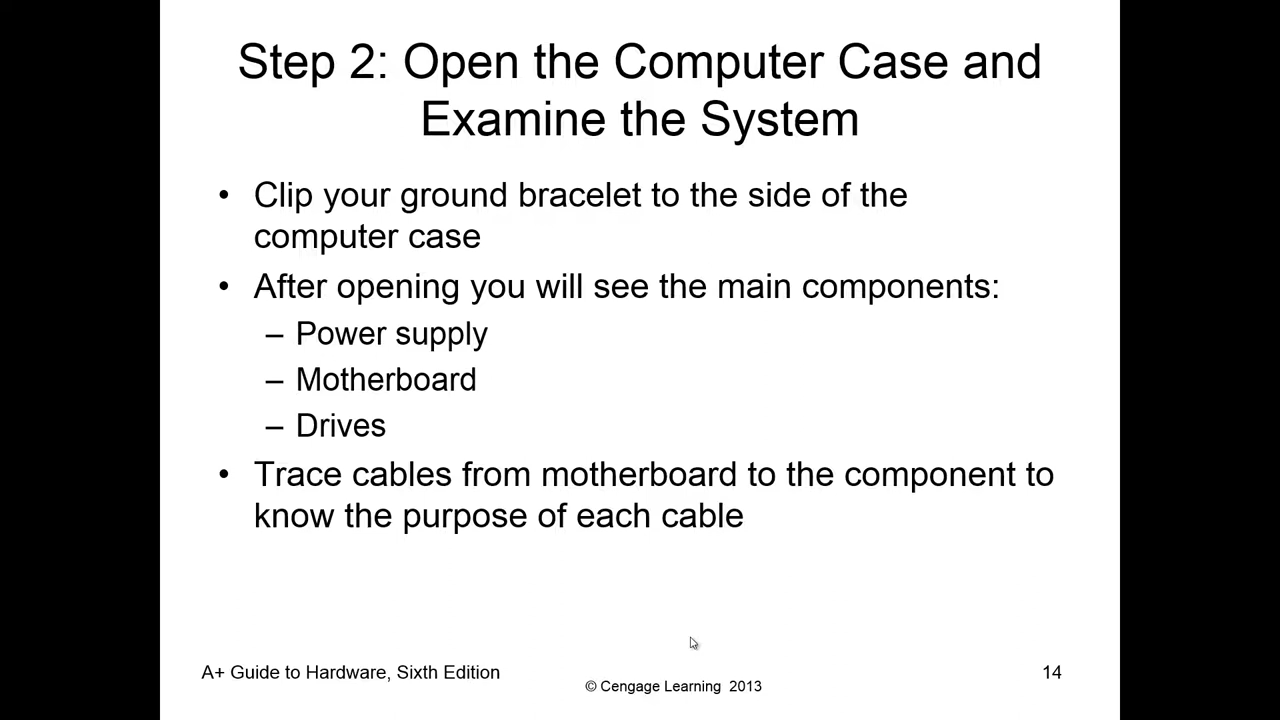 Step 2: Open the Computer Case and
Examine the System
• Clip your ground bracelet to the side of the
computer case
• After opening you will see the main components:
– Power supply
– Motherboard
– Drives
• Trace cables from motherboard to the component to
know the purpose of each cable
A+ Guide to Hardware, Sixth Edition
© Cengage Learning 2013
14